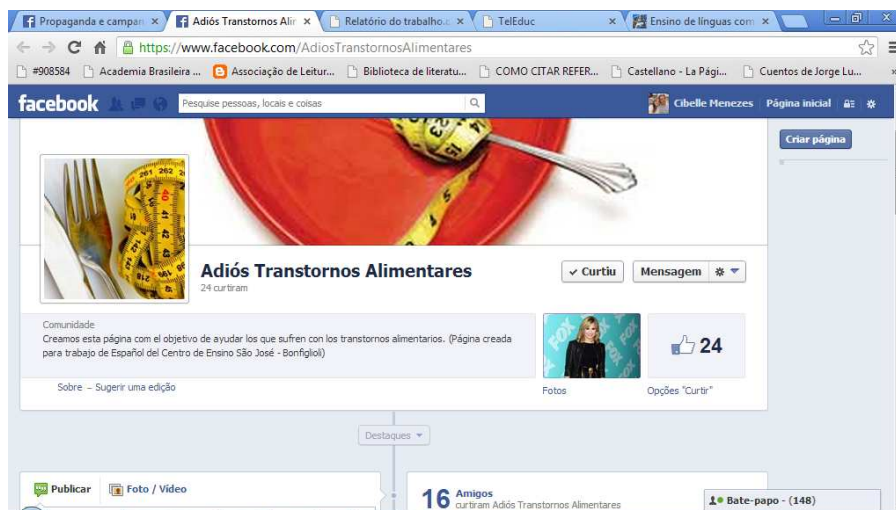 Propaganda e campan
Adiós Transtornos Alim
Relatório do trabalho.c
TelEduc
Ensino de línguas com
https://www.facebook.com/AdiosTranstornosAlimentares
#908584
Academia Brasileira ...
Associação de Leitur...
Biblioteca de literatu...
COMO CITAR REFER...
Castellano - La Pági...
Cuentos de Jorge Lu...
facebook
Pesquise pessoas, locais e coisas
Cibelle Menezes
Página inicial
Criar página
Adiós Transtornos Alimentares
24 curtiram
✓ Curtiu
Mensagem
Comunidade
Creamos esta página com el objetivo de ayudar los que sufren con los transtornos alimentarios. (Página creada
para trabajo de Español del Centro de Ensino São José - Bonfiglioli)
Sobre – Sugerir uma edição
FOX
Fotos
24
Opções "Curtir"
Destaques
Publicar
Foto / Vídeo
16 Amigos
curtiram Adiós Transtornos Alimentares
Bate-papo - (148)